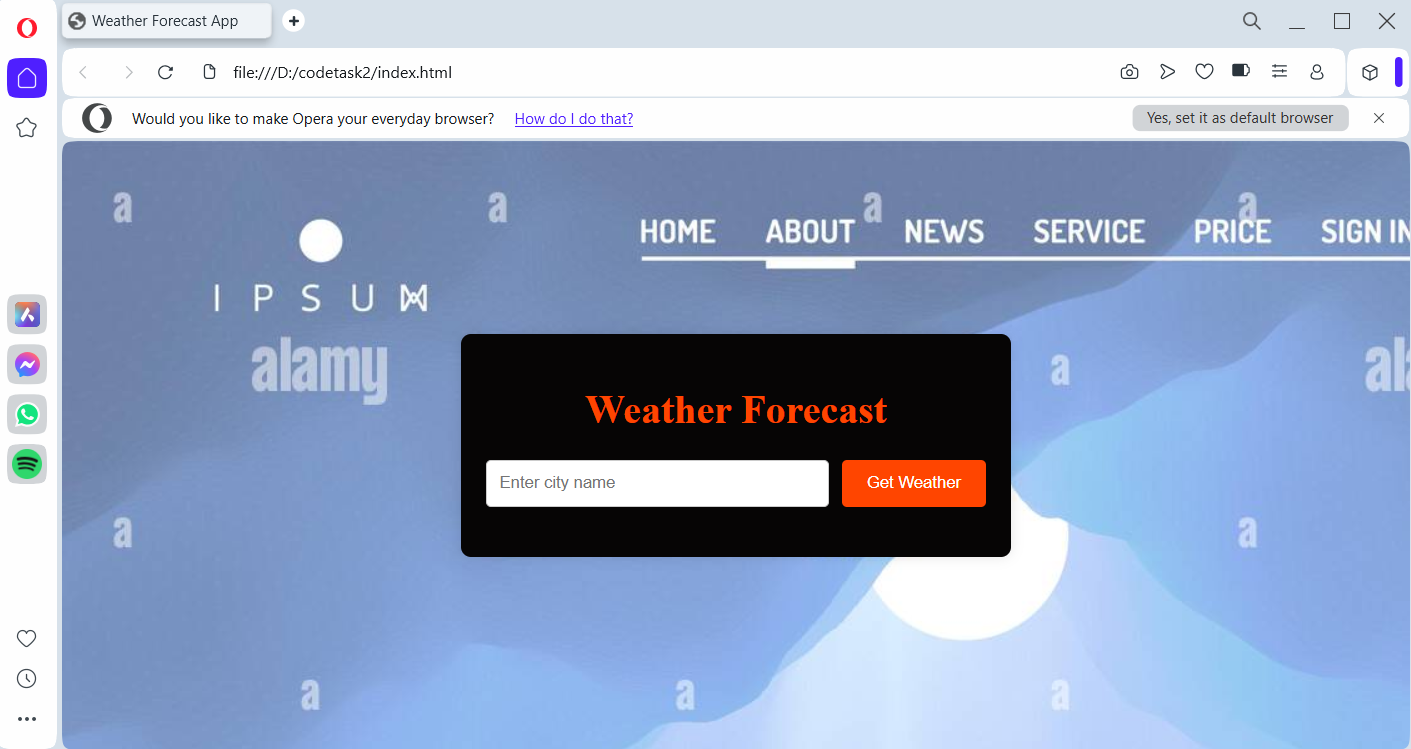 Weather Forecast App
file:///D:/codetask2/index.html
Would you like to make Opera your everyday browser? How do I do that? Yes, set it as default browser
a a a a
HOME ABOUT NEWS SERVICE PRICE SIGN IN
IPSUM
alamy a al
Weather Forecast
Enter city name Get Weather
a a
a a a